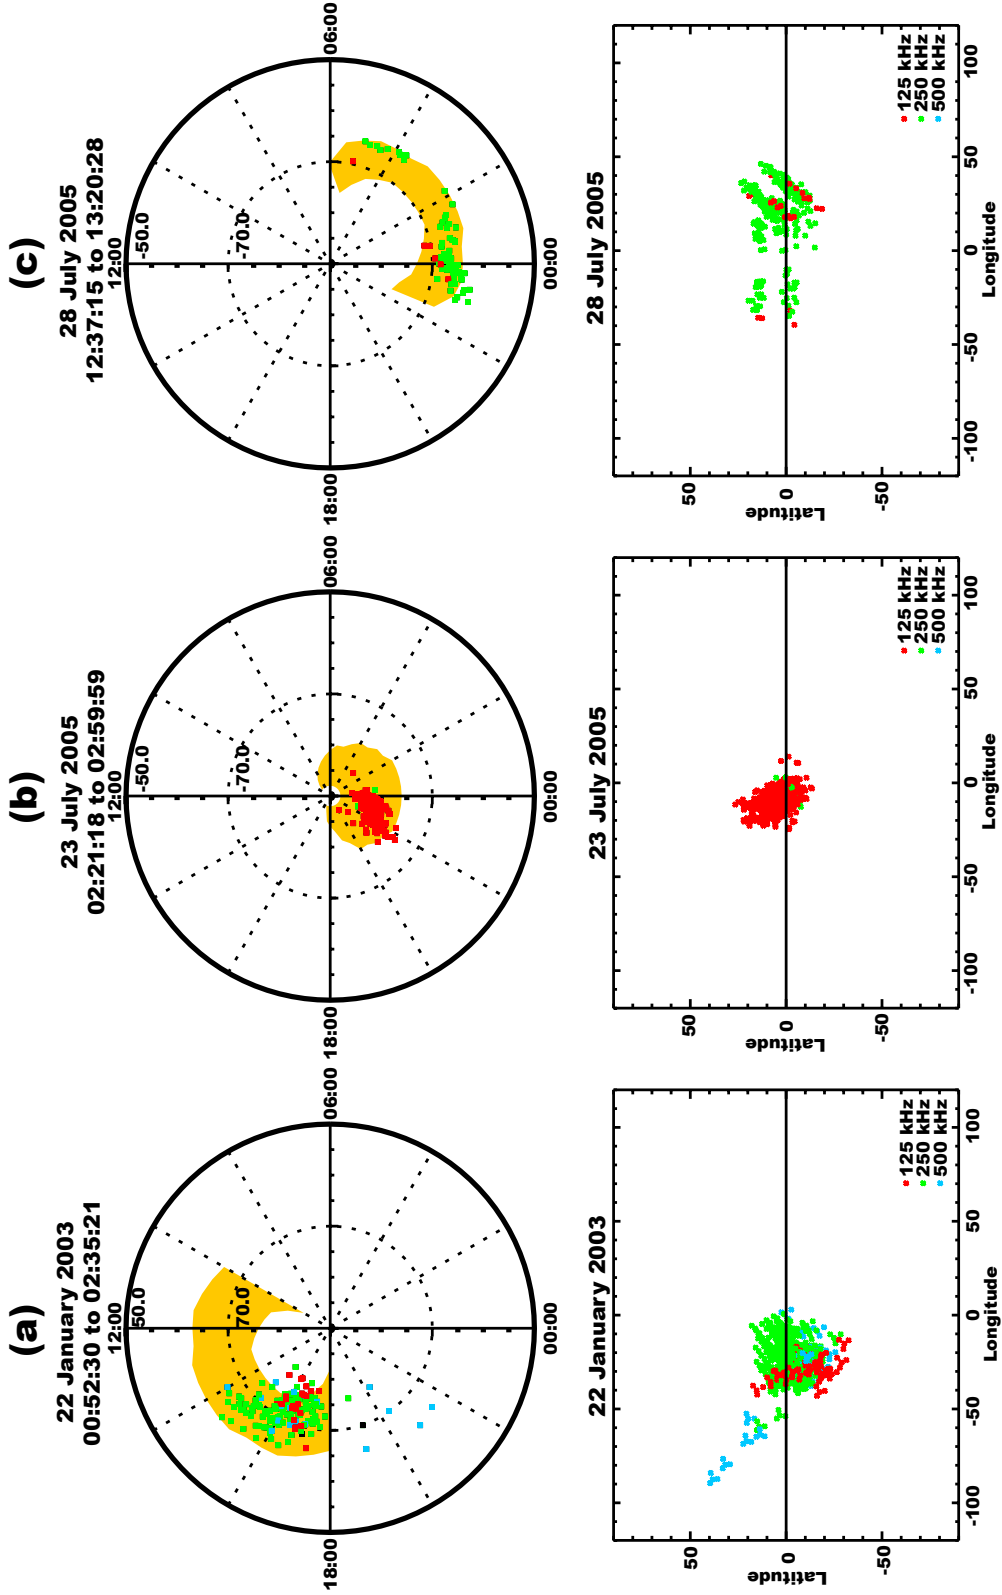 (a)
22 January 2003
00:52:30 to 02:35:21
12:00
-50.0
-70.0
18:00
06:00
00:00
22 January 2003
50
0
-50
Latitude
-100
-50
0
50
100
Longitude
125 kHz
250 kHz
500 kHz
(b)
23 July 2005
02:21:18 to 02:59:59
12:00
-50.0
-70.0
18:00
06:00
00:00
23 July 2005
50
0
-50
Latitude
-100
-50
0
50
100
Longitude
125 kHz
250 kHz
500 kHz
(c)
28 July 2005
12:37:15 to 13:20:28
12:00
-50.0
-70.0
18:00
06:00
00:00
28 July 2005
50
0
-50
Latitude
-100
-50
0
50
100
Longitude
125 kHz
250 kHz
500 kHz